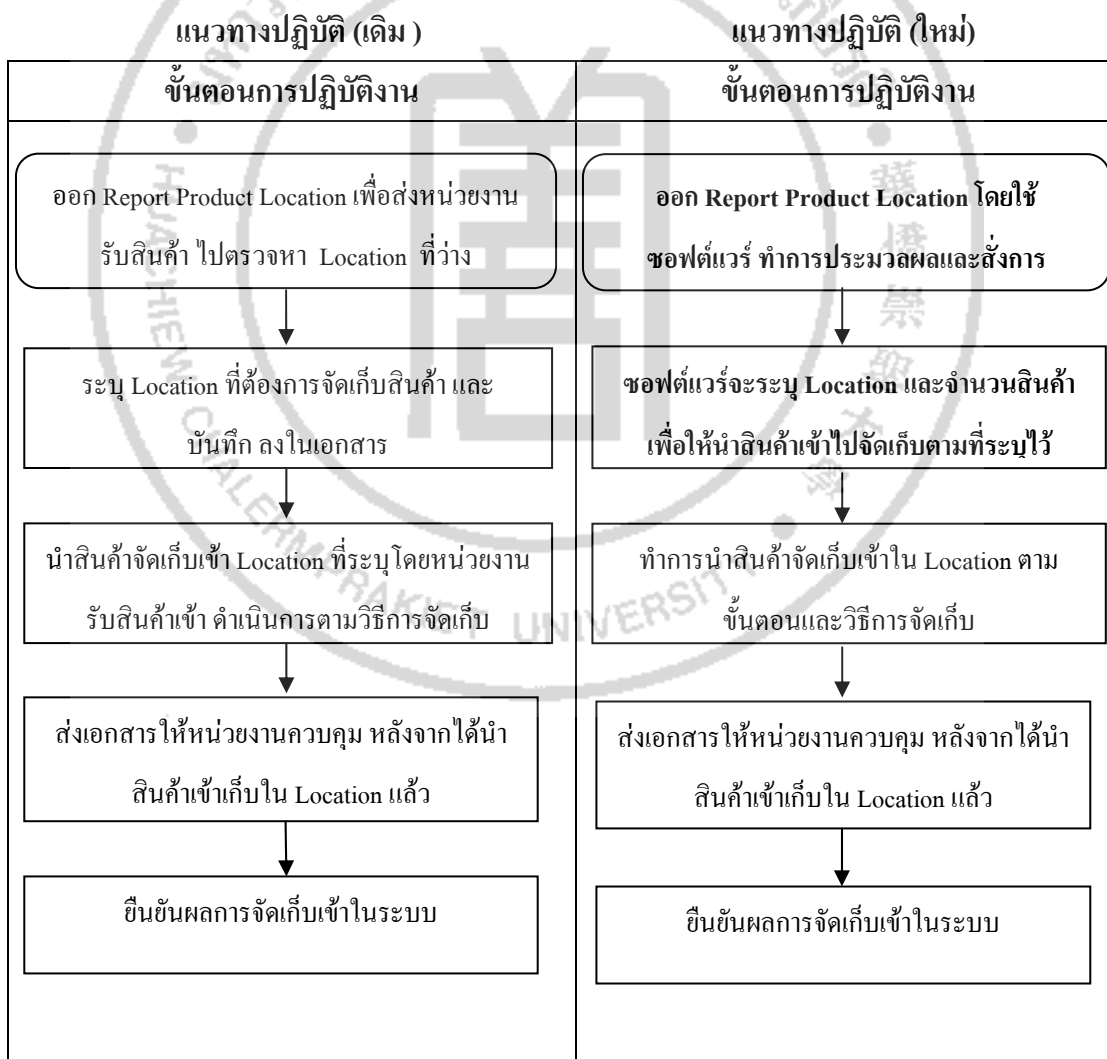 แนวทางปฏิบัติ (เดิม )
ขั้นตอนการปฏิบัติงาน
ออก Report Product Location เพื่อส่งหน่วยงาน
รับสินค้า ไปตรวจหา Location ที่ว่าง
ระบุ Location ที่ต้องการจัดเก็บสินค้า และ
บันทึก ลงในเอกสาร
นำสินค้าจัดเก็บเข้า Location ที่ระบุโดยหน่วยงาน
รับสินค้าเข้า ดำเนินการตามวิธีการจัดเก็บ
ส่งเอกสารให้หน่วยงานควบคุม หลังจากได้นำ
สินค้าเข้าเก็บใน Location แล้ว
ยืนยันผลการจัดเก็บเข้าในระบบ
แนวทางปฏิบัติ (ใหม่)
ขั้นตอนการปฏิบัติงาน
ออก Report Product Location โดยใช้
ซอฟต์แวร์ ทำการประมวลผลและสั่งการ
ซอฟต์แวร์จะระบุ Location และจำนวนสินค้า
เพื่อให้นำสินค้าเข้าไปจัดเก็บตามที่ระบุไว้
ทำการนำสินค้าจัดเก็บเข้าใน Location ตาม
ขั้นตอนและวิธีการจัดเก็บ
ส่งเอกสารให้หน่วยงานควบคุม หลังจากได้นำ
สินค้าเข้าเก็บใน Location แล้ว
ยืนยันผลการจัดเก็บเข้าในระบบ
HUACHIEW CHALERMPRAKIET UNIVERSITY
華僑崇聖大學